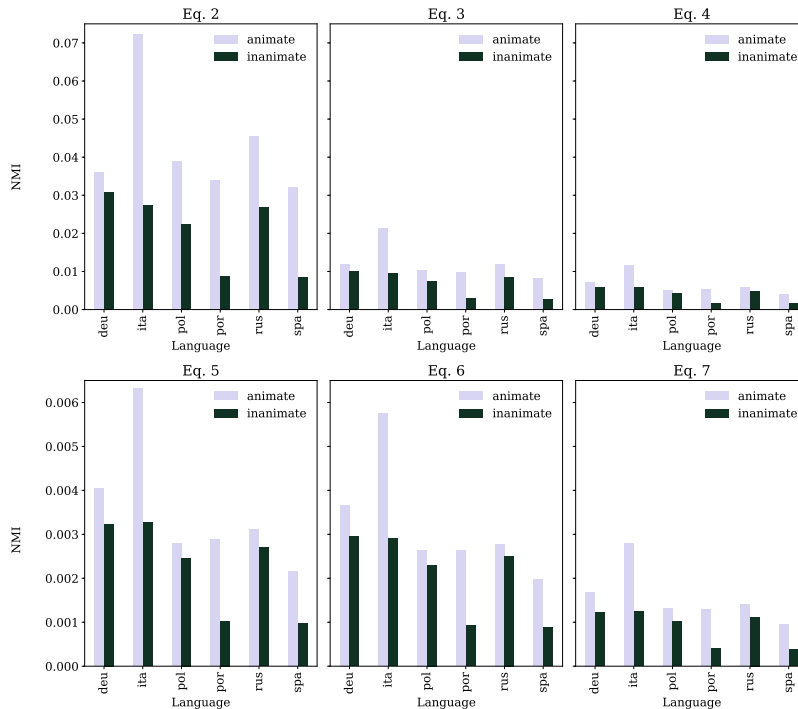 Eq. 2
Eq. 3
Eq. 4
NMI
0.07
0.06
0.05
0.04
0.03
0.02
0.01
0.00
animate
inanimate
animate
inanimate
animate
inanimate
deu
ita
pol
por
rus
spa
deu
ita
pol
por
rus
spa
deu
ita
pol
por
rus
spa
Language
Language
Language
Eq. 5
Eq. 6
Eq. 7
NMI
0.006
0.005
0.004
0.003
0.002
0.001
0.000
animate
inanimate
animate
inanimate
animate
inanimate
deu
ita
pol
por
rus
spa
deu
ita
pol
por
rus
spa
deu
ita
pol
por
rus
spa
Language
Language
Language